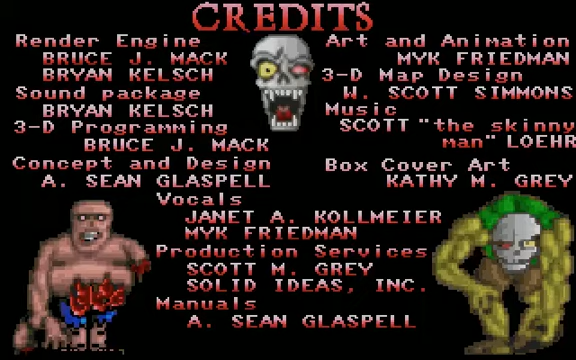 CREDITS
Render Engine
BRUCE J. MACK
BRYAN KELSCH
Sound package
BRYAN KELSCH
3-D Programming
BRUCE J. MACK
Concept and Design
A. SEAN GLASPELL
Art and Animation
MYK FRIEDMAN
3-D Map Design
W. SCOTT SIMMONS
Music
SCOTT "the skinny
man" LOEHR
Box Cover Art
KATHY M. GREY
Vocals
JANET A. KOLLMEIER
MYK FRIEDMAN
Production Services
SCOTT M. GREY
SOLID IDEAS, INC.
Manuals
A. SEAN GLASPELL